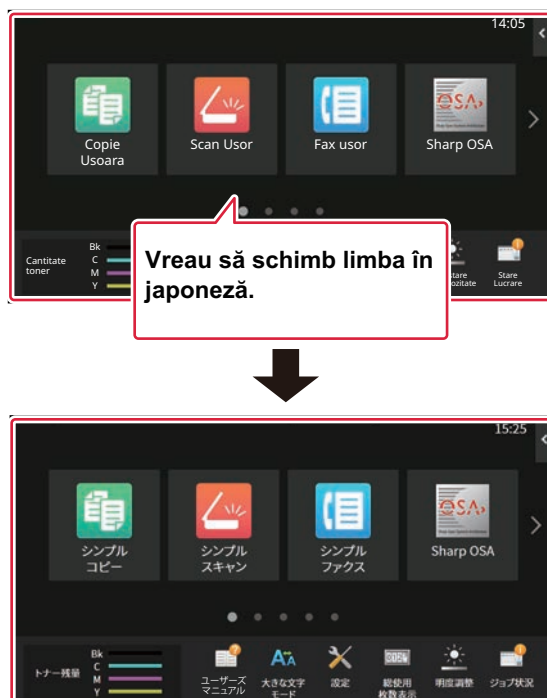 14:05
Copie
Usoara
Scan Usor
Fax usor
OSA
Sharp OSA
Cantitate
toner
Bk
C
M
Y
Vreau să schimb limba în
japoneză.
Stare
Lucrare
15:25
シンプル
コピー
シンプル
スキャン
シンプル
ファクス
OSA
Sharp OSA
トナー残量
Bk
C
M
Y
ユーザーズ
マニュアル
大きな文字
モード
設定
総使用
枚数表示
明度調整
ジョブ状況